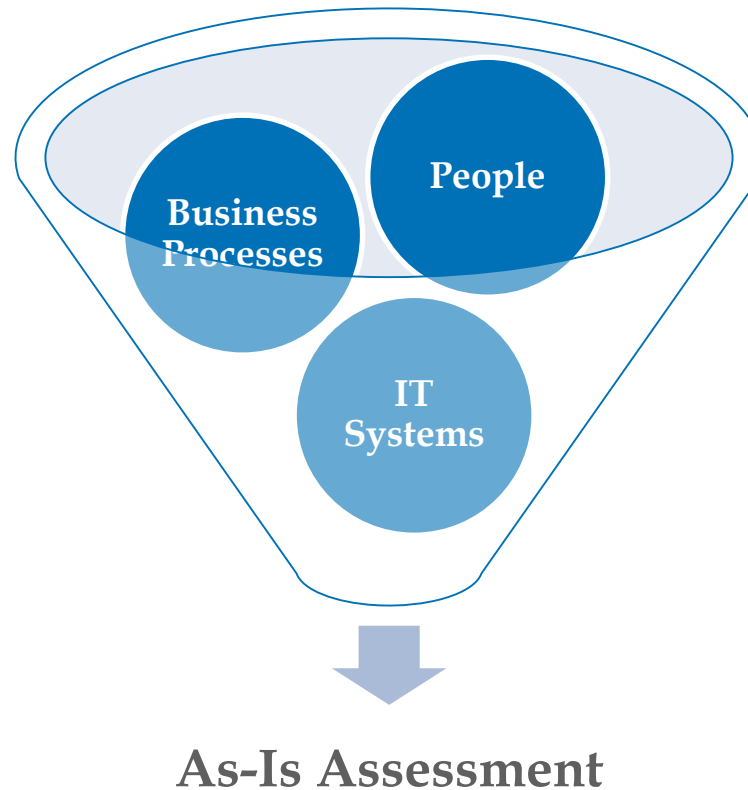 People
Business
Processes
IT
Systems
As-Is Assessment